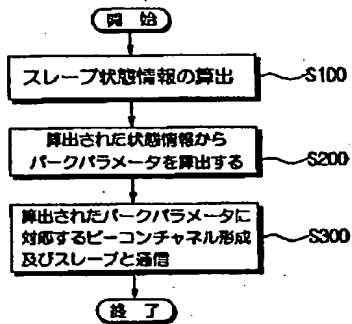 開始
スレーブ状態情報の算出
S100
算出された状態情報から
パークパラメータを算出する
S200
算出されたパークパラメータに
対応するビーコンチャネル形成
及びスレーブと通信
S300
終了